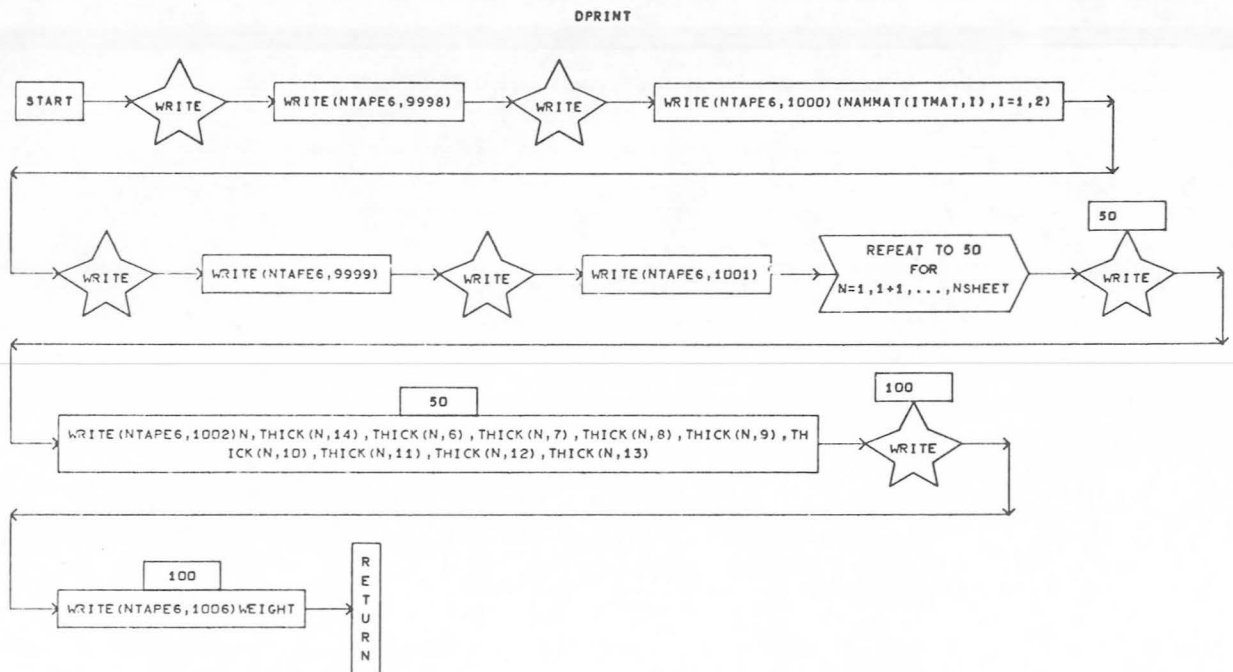 DPRINT
START
WRITE
WRITE(NTAPE6,9998)
WRITE
WRITE(NTAPE6,1000)(NAMMAT(ITMAT,I),I=1,2)
WRITE
WRITE(NTAPE6,9999)
WRITE
WRITE(NTAPE6,1001)
REPEAT TO 50
FOR
N=1,1+1,...,NSHEET
50
WRITE
50
WRITE(NTAPE6,1002)N,THICK(N,14),THICK(N,6),THICK(N,7),THICK(N,8),THICK(N,9),TH
ICK(N,10),THICK(N,11),THICK(N,12),THICK(N,13)
100
WRITE
100
WRITE(NTAPE6,1006)WEIGHT
R
E
T
U
R
N